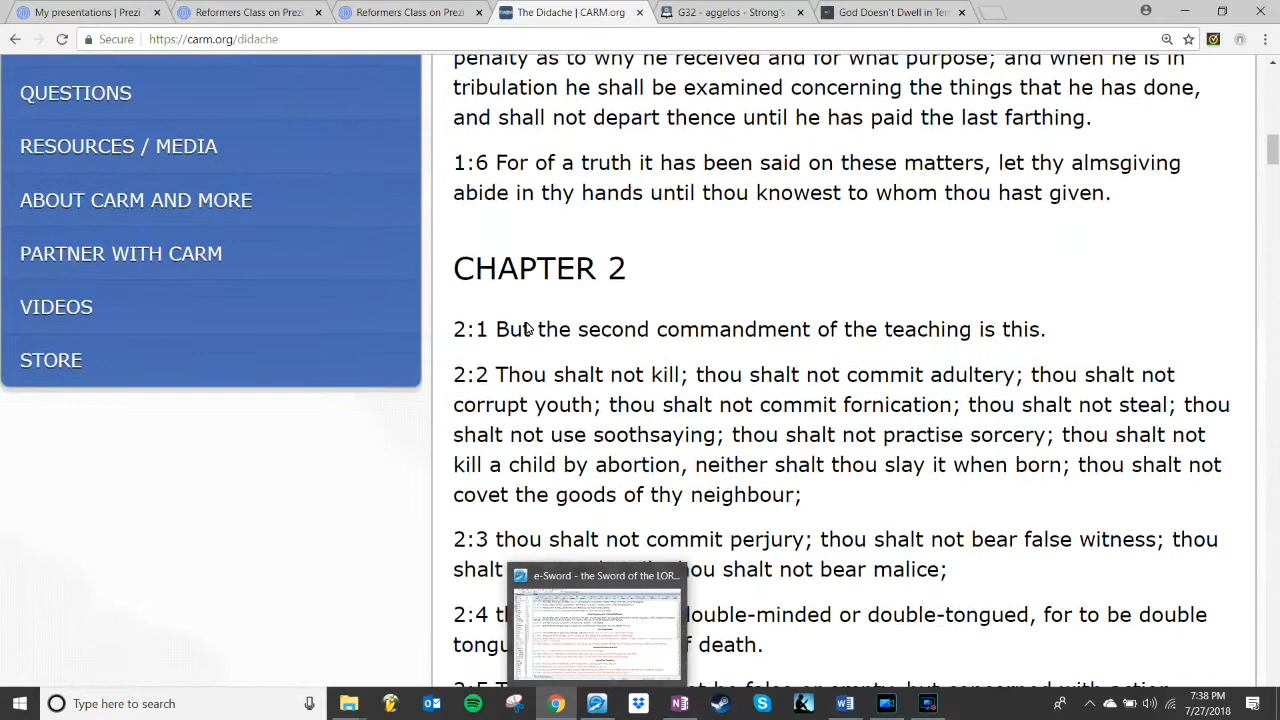 My presentations | Prezi
Reformers Class on Prezi
Reformers Class on Prezi
The Didache | CARM.org
G32 - aggelos - Strong's
God Doesn't Dwell in Tem
Secure
https://carm.org/didache
QUESTIONS
RESOURCES / MEDIA
ABOUT CARM AND MORE
PARTNER WITH CARM
VIDEOS
STORE
penalty as to why he received and for what purpose; and when he is in
tribulation he shall be examined concerning the things that he has done,
and shall not depart thence until he has paid the last farthing.
1:6 For of a truth it has been said on these matters, let thy almsgiving
abide in thy hands until thou knowest to whom thou hast given.
CHAPTER 2
2:1 But the second commandment of the teaching is this.
2:2 Thou shalt not kill; thou shalt not commit adultery; thou shalt not
corrupt youth; thou shalt not commit fornication; thou shalt not steal; thou
shalt not use soothsaying; thou shalt not practise sorcery; thou shalt not
kill a child by abortion, neither shalt thou slay it when born; thou shalt not
covet the goods of thy neighbour;
2:3 thou shalt not commit perjury; thou shalt not bear false witness; thou
shalt thou shalt not bear malice;
e-Sword - the Sword of the LOR...
2:4 double-minded or double-tongued, for to be double
tongu f death.
Type here to search
7:38 PM
7/27/2018